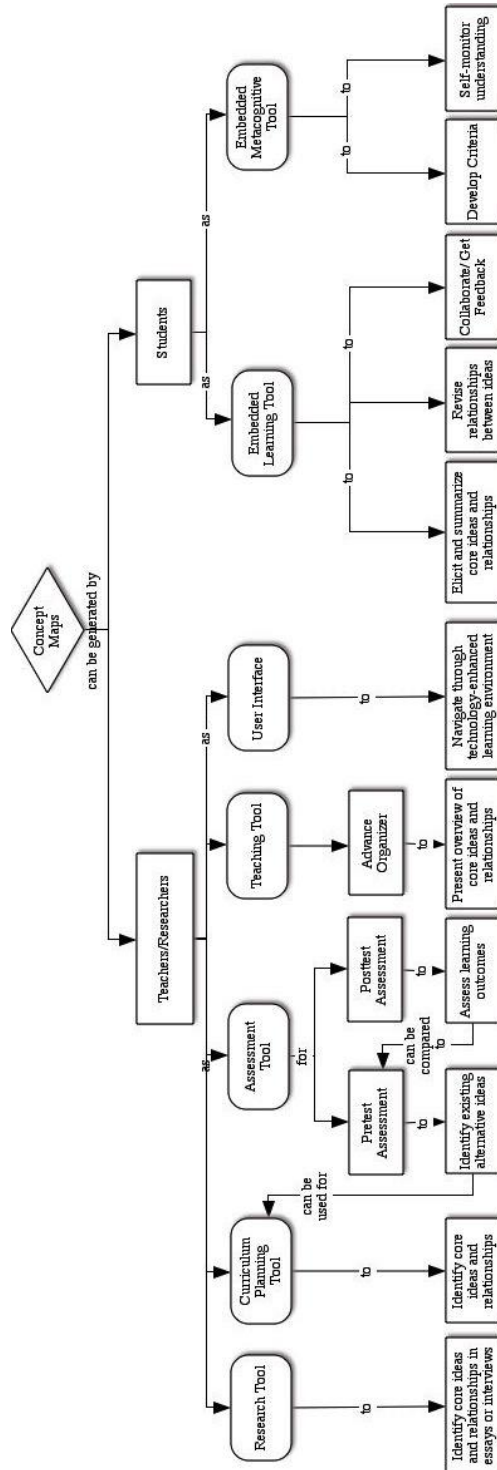 Concept
Maps
can be generated by
Teachers/Researchers
Students
as
as
as
as
Research Tool
Curriculum
Planning
Tool
Assessment
Tool
Teaching Tool
User Interface
Embedded
Learning Tool
Embedded
Metacognitive
Tool
can be
used for
for
Pretest
Assessment
Posttest
Assessment
can be
compared
to
Advance
Organizer
to
to
to
to
to
to
to
to
to
to
to
Identify core ideas
and relationships in
essays or interviews
Identify core
ideas and
relationships
Identify existing
alternative ideas
Assess learning
outcomes
Present overview of
core ideas and
relationships
Navigate through
technology-enhanced
learning environment
Elicit and summarize
core ideas and
relationships
Revise
relationships
between ideas
Collaborate/ Get
Feedback
Develop Criteria
Self-monitor
understanding